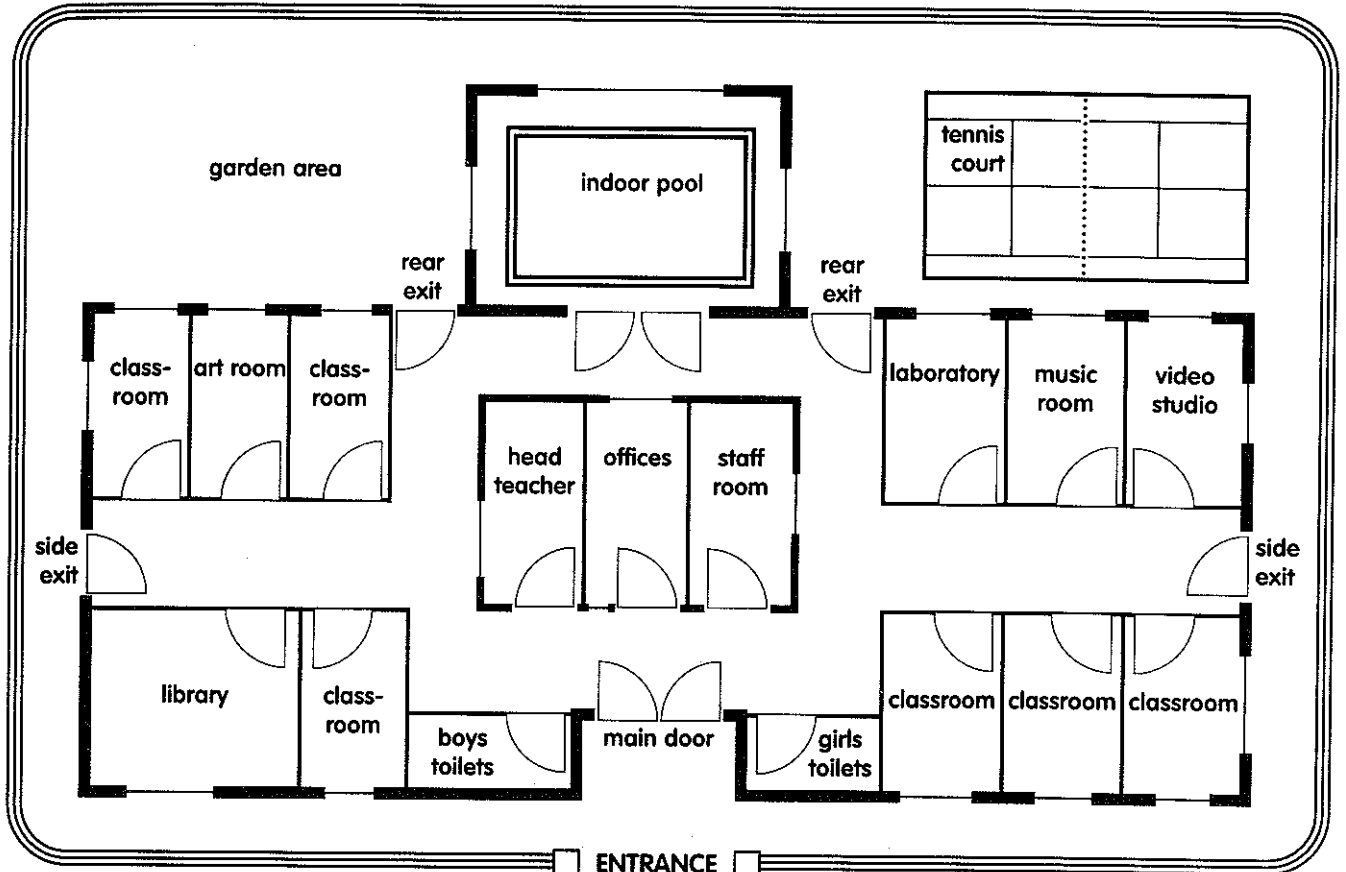 garden area
indoor pool
tennis
court
rear
exit
rear
exit
class-
room
art room
class-
room
laboratory
music
room
video
studio
head
teacher
offices
staff
room
side
exit
side
exit
library
class-
room
boys
toilets
main door
girls
toilets
classroom
classroom
classroom
ENTRANCE